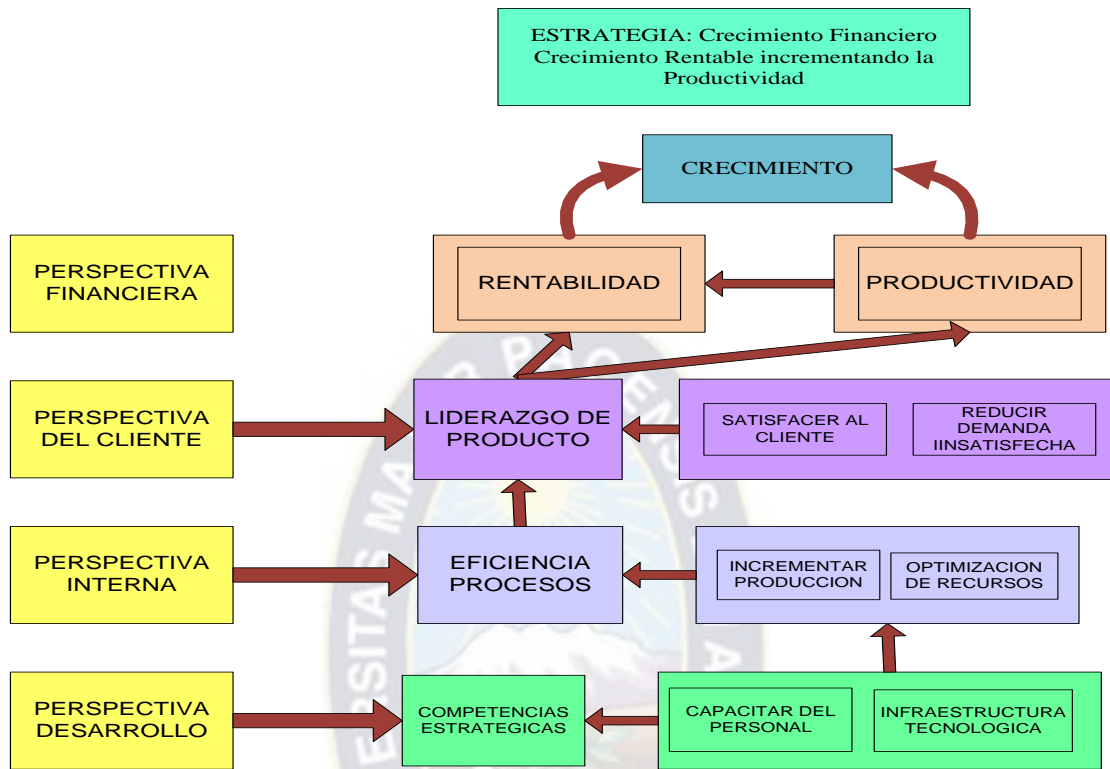 ESTRATEGIA: Crecimiento Financiero
Crecimiento Rentable incrementando la
Productividad
CRECIMIENTO
PERSPECTIVA
FINANCIERA
RENTABILIDAD
PRODUCTIVIDAD
PERSPECTIVA
DEL CLIENTE
LIDERAZGO DE
PRODUCTO
SATISFACER AL
CLIENTE
REDUCIR
DEMANDA
IINSATISFECHA
PERSPECTIVA
INTERNA
EFICIENCIA
PROCESOS
INCREMENTAR
PRODUCCION
OPTIMIZACION
DE RECURSOS
PERSPECTIVA
DESARROLLO
COMPETENCIAS
ESTRATEGICAS
CAPACITAR DEL
PERSONAL
INFRAESTRUCTURA
TECNOLOGICA